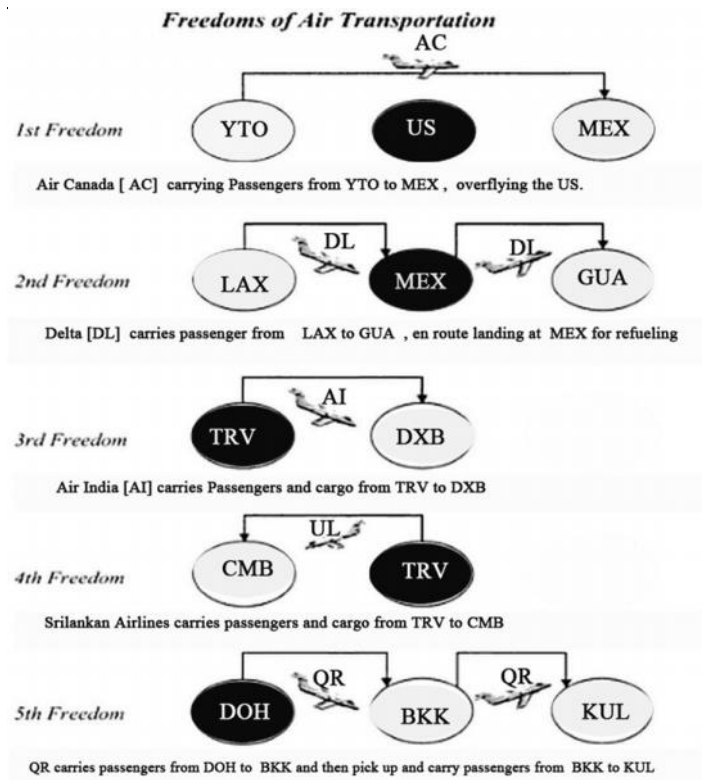 Freedoms of Air Transportation
AC
1st Freedom YTO US MEX
Air Canada [ AC] carrying Passengers from YTO to MEX , overflying the US.
DL DL
2nd Freedom LAX MEX GUA
Delta [DL] carries passenger from LAX to GUA , en route landing at MEX for refueling
AI
3rd Freedom TRV DXB
Air India [AI] carries Passengers and cargo from TRV to DXB
UL
4th Freedom CMB TRV
Srilankan Airlines carries passengers and cargo from TRV to CMB
QR QR
5th Freedom DOH BKK KUL
QR carries passengers from DOH to BKK and then pick up and carry passengers from BKK to KUL